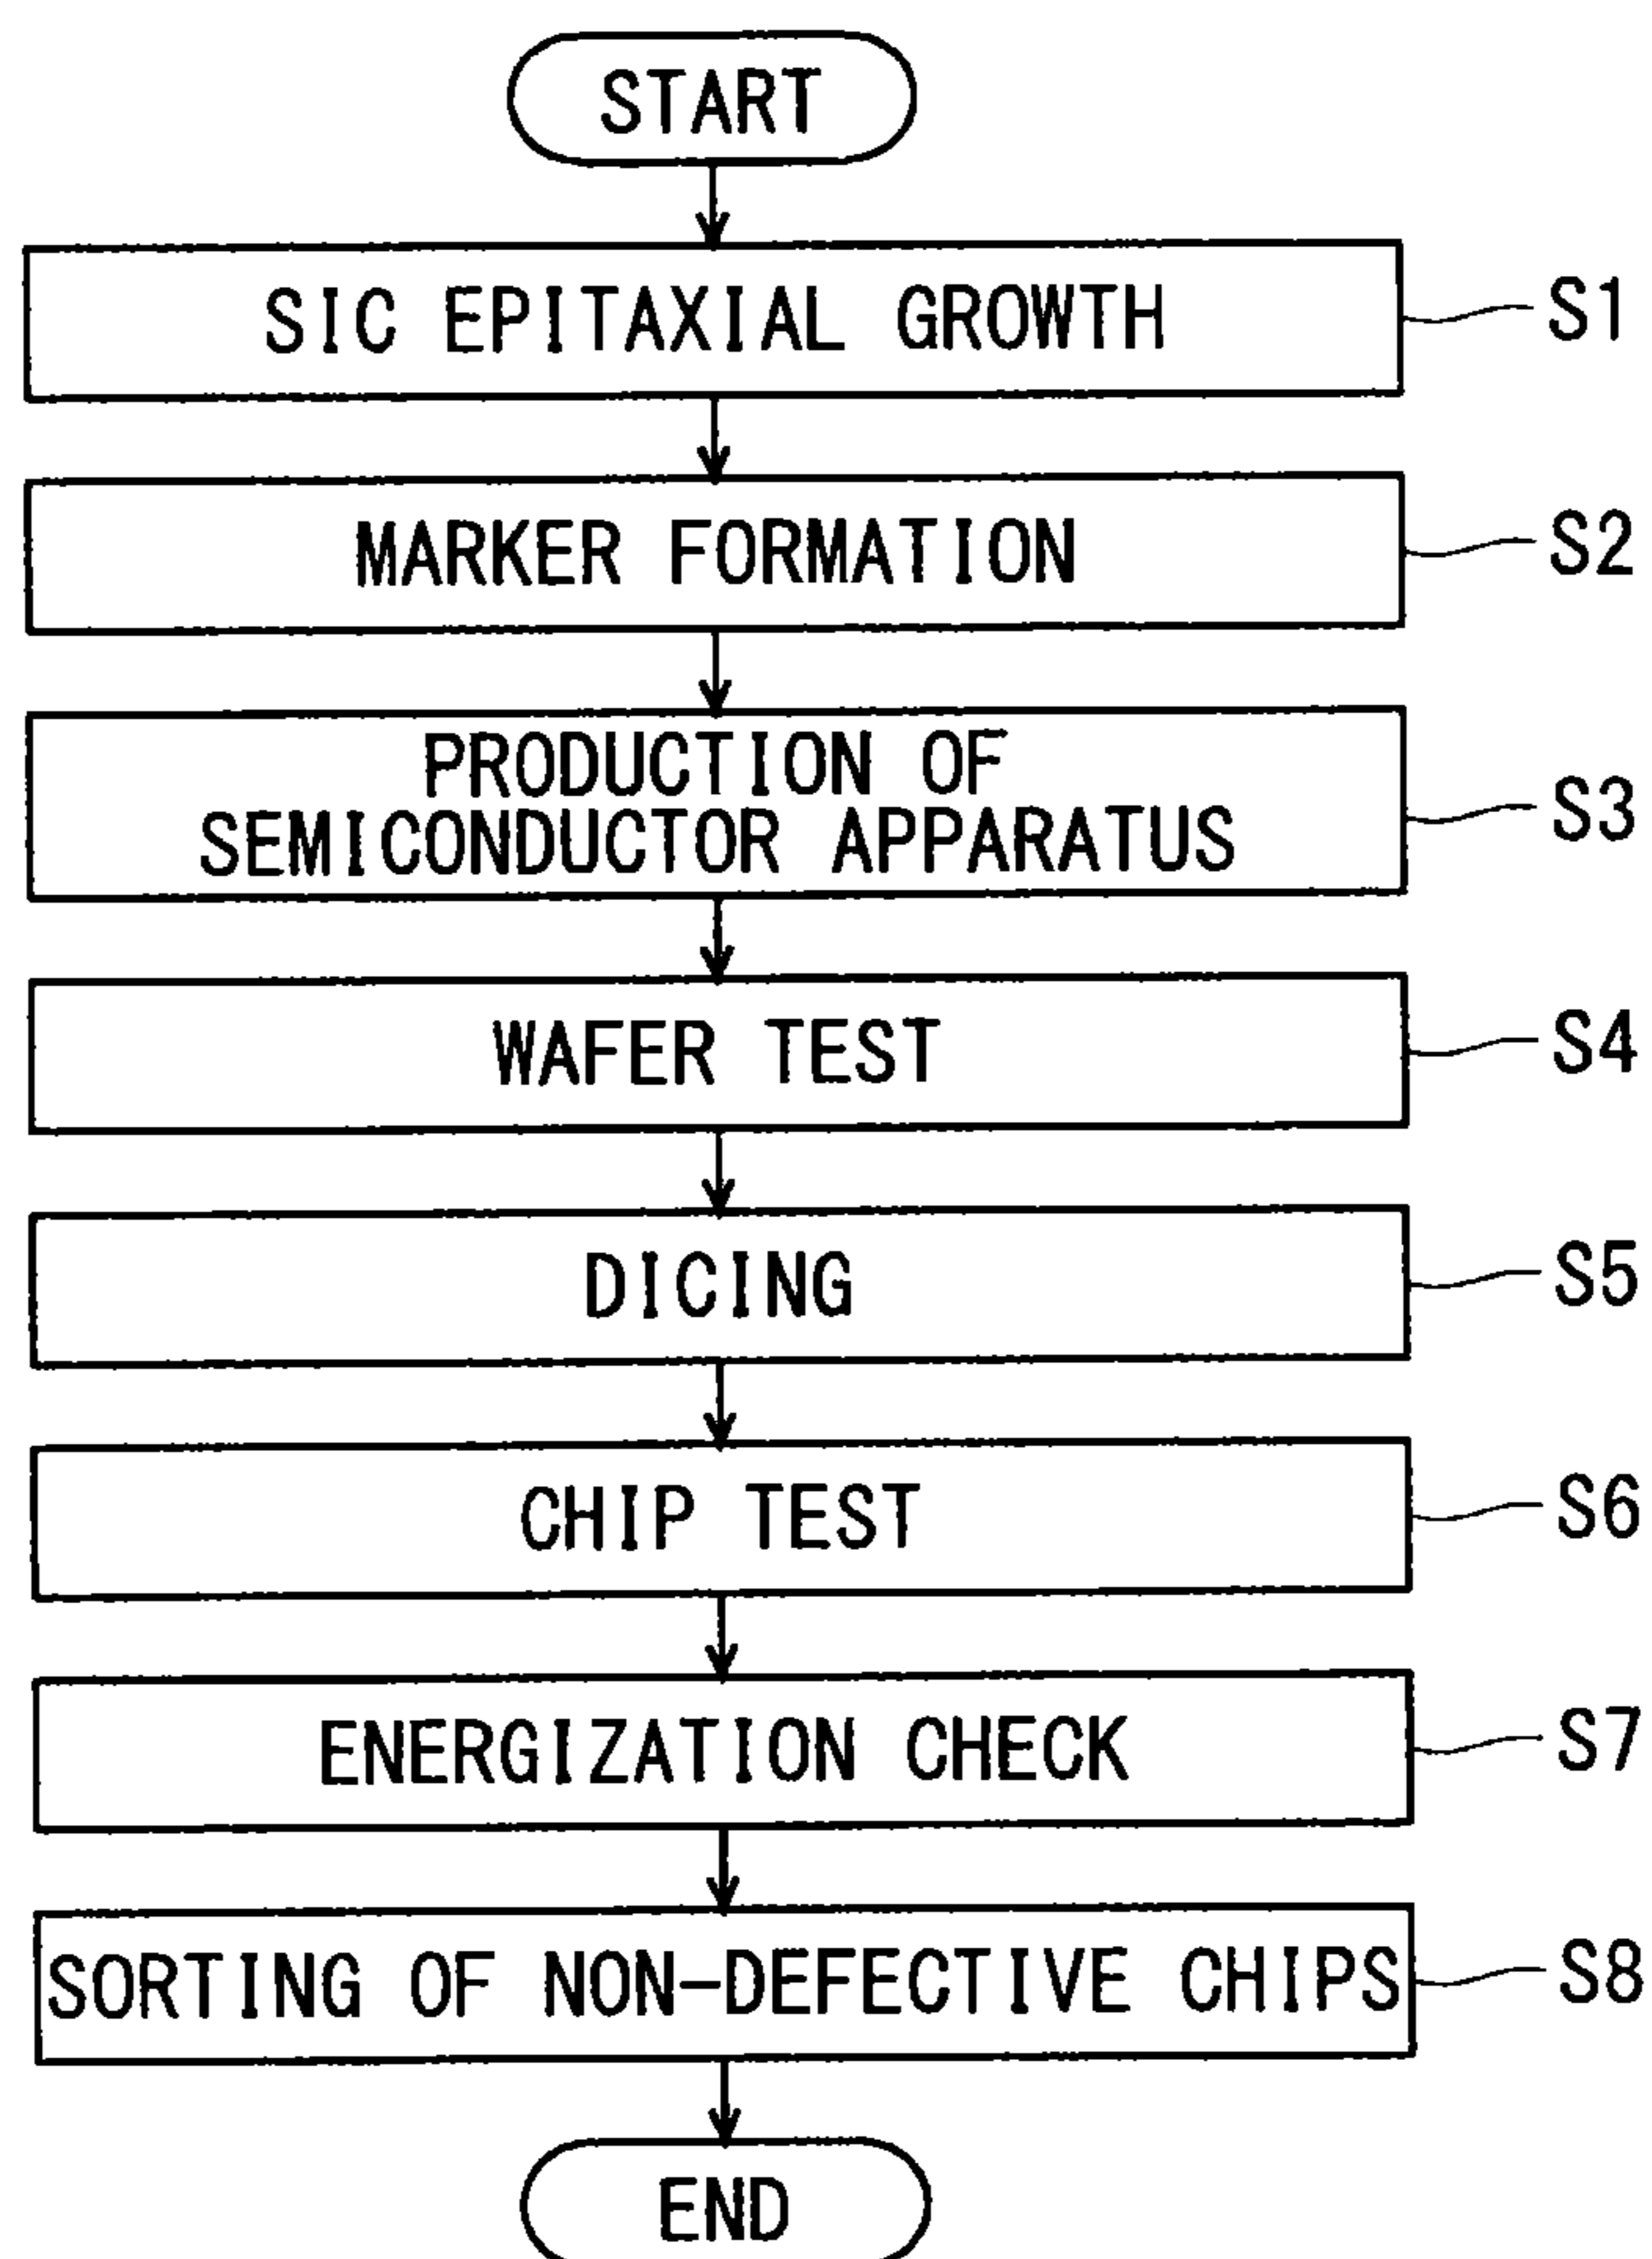 START
SIC EPITAXIAL GROWTH
S1
MARKER FORMATION
S2
PRODUCTION OF
SEMICONDUCTOR APPARATUS
S3
WAFER TEST
S4
DICING
S5
CHIP TEST
S6
ENERGIZATION CHECK
S7
SORTING OF NON-DEFECTIVE CHIPS
S8
END